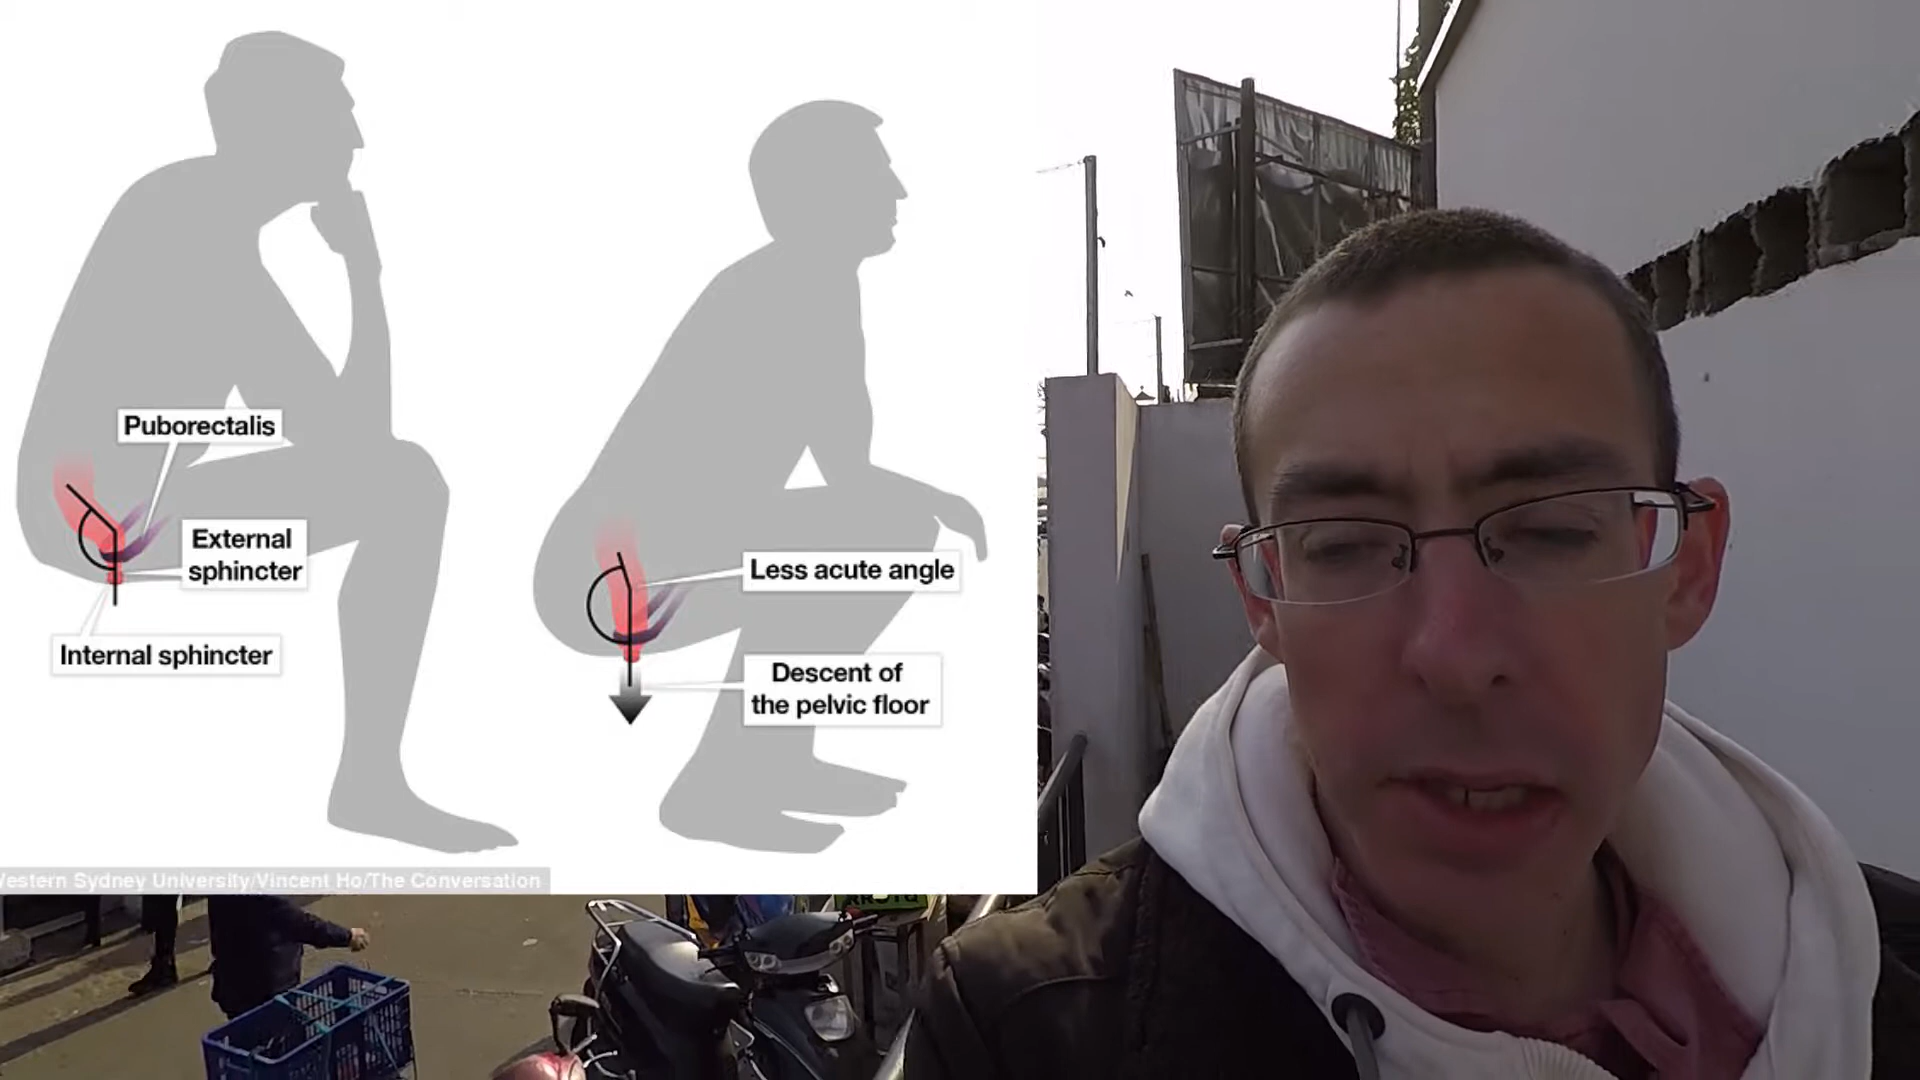 Puborectalis
External
sphincter
Internal sphincter
Less acute angle
Descent of
the pelvic floor
Sydney University/Vincent Ho/The Conversation